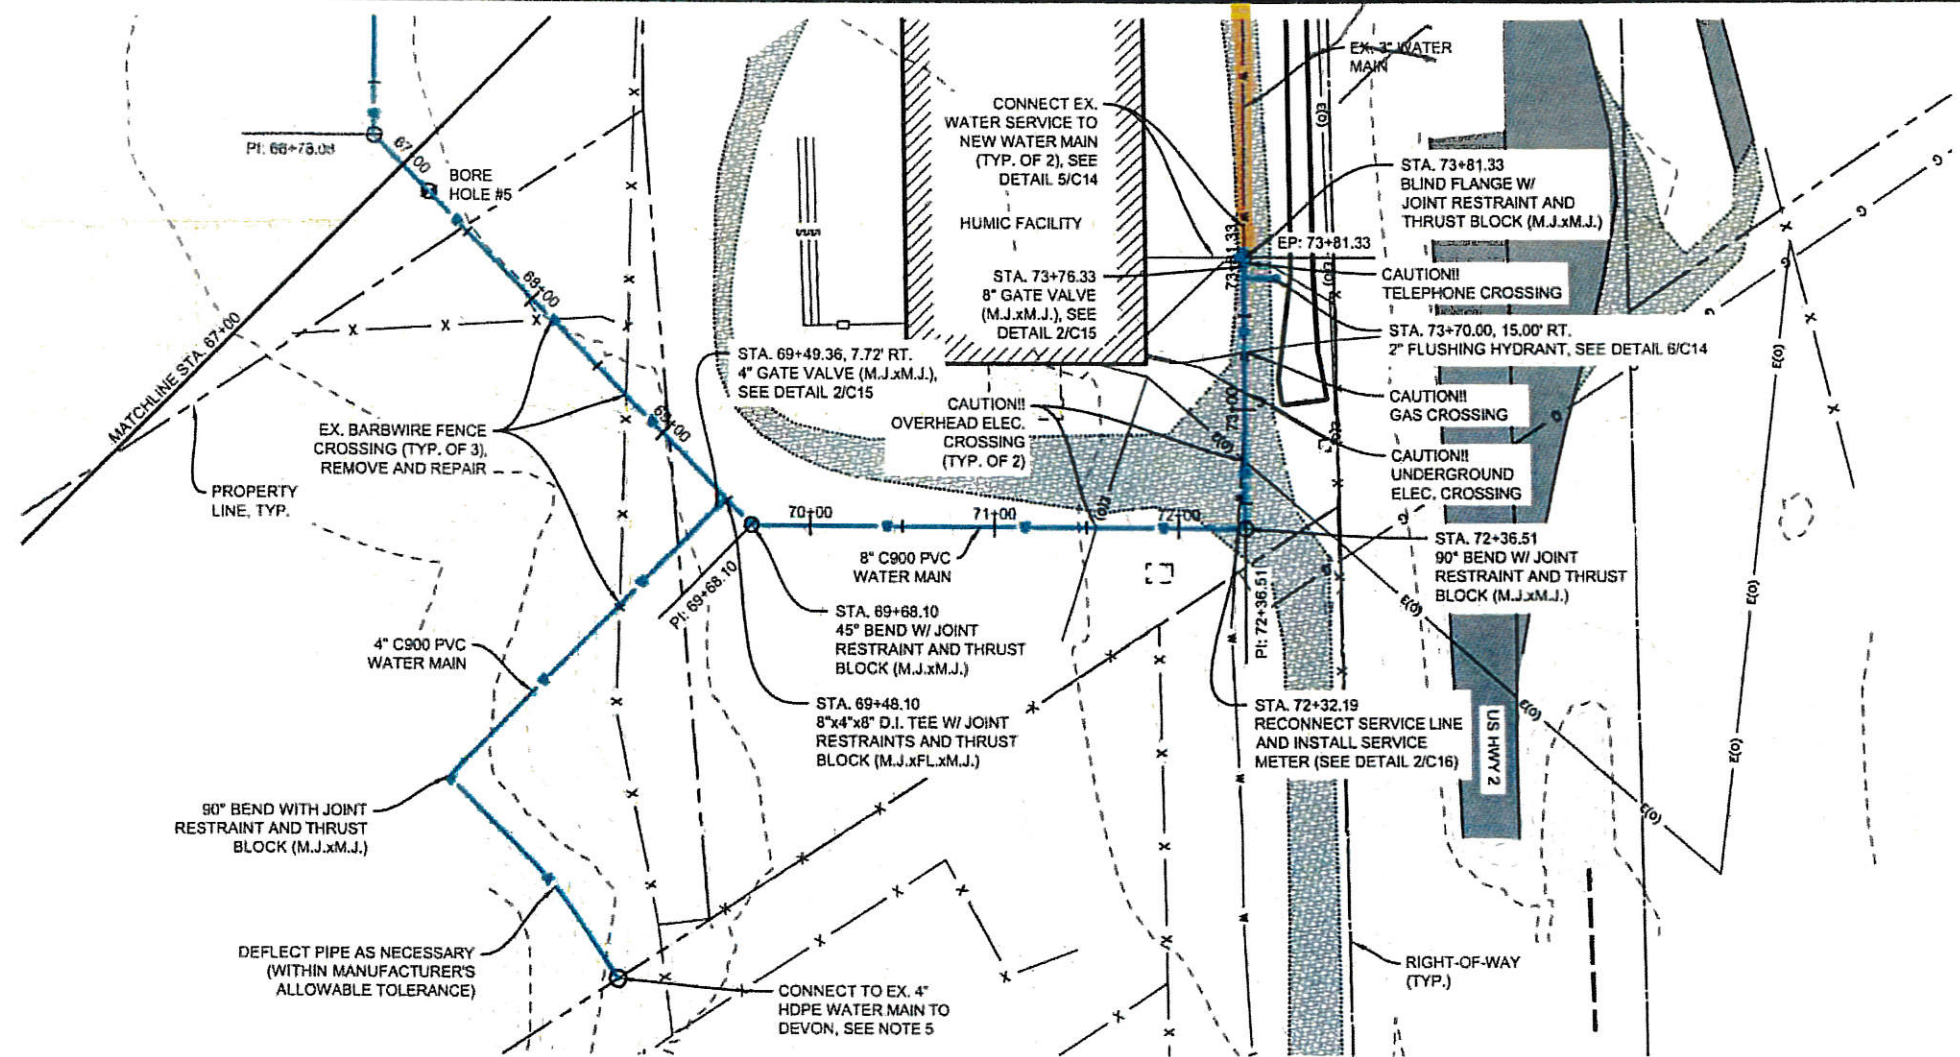 EX. 3" WATER
MAIN
CONNECT EX.
WATER SERVICE TO
NEW WATER MAIN
(TYP. OF 2), SEE
DETAIL 5/C14
HUMIC FACILITY
STA. 73+76.33
8" GATE VALVE
(M.J.xM.J.), SEE
DETAIL 2/C15
STA. 73+81.33
BLIND FLANGE W/
JOINT RESTRAINT AND
THRUST BLOCK (M.J.xM.J.)
EP: 73+81.33
CAUTION!!
TELEPHONE CROSSING
STA. 73+70.00, 15.00' RT.
2" FLUSHING HYDRANT, SEE DETAIL 6/C14
CAUTION!!
GAS CROSSING
CAUTION!!
UNDERGROUND
ELEC. CROSSING
67+00
BORE
HOLE #5
68+00
MATCHLINE STA. 67+00
STA. 69+49.36, 7.72' RT.
4" GATE VALVE (M.J.xM.J.),
SEE DETAIL 2/C15
CAUTION!!
OVERHEAD ELEC.
CROSSING
(TYP. OF 2)
69+00
73+00
EX. BARBWIRE FENCE
CROSSING (TYP. OF 3),
REMOVE AND REPAIR
PROPERTY
LINE, TYP.
70+00
71+00
72+00
8" C900 PVC
WATER MAIN
PI: 69+68.10
PI: 72+36.51
STA. 72+36.51
90° BEND W/ JOINT
RESTRAINT AND THRUST
BLOCK (M.J.xM.J.)
STA. 69+68.10
45° BEND W/ JOINT
RESTRAINT AND THRUST
BLOCK (M.J.xM.J.)
4" C900 PVC
WATER MAIN
STA. 69+48.10
8"x4"x8" D.I. TEE W/ JOINT
RESTRAINTS AND THRUST
BLOCK (M.J.xFL.xM.J.)
STA. 72+32.19
RECONNECT SERVICE LINE
AND INSTALL SERVICE
METER (SEE DETAIL 2/C16)
US HWY 2
90° BEND WITH JOINT
RESTRAINT AND THRUST
BLOCK (M.J.xM.J.)
DEFLECT PIPE AS NECESSARY
(WITHIN MANUFACTURER'S
ALLOWABLE TOLERANCE)
CONNECT TO EX. 4"
HDPE WATER MAIN TO
DEVON, SEE NOTE 5
RIGHT-OF-WAY
(TYP.)
E(O)
E(O)
E(O)
E(O)
E(O)
E(O)
G
G
G
W
W
W